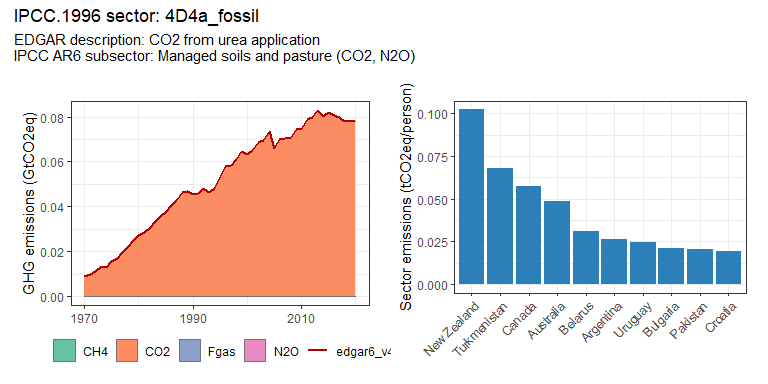 IPCC.1996 sector: 4D4a_fossil
EDGAR description: CO2 from urea application
IPCC AR6 subsector: Managed soils and pasture (CO2, N2O)
GHG emissions (GtCO2eq)
0.08
0.06
0.04
0.02
0.00
1970
1990
2010
CH4
CO2
Fgas
N2O
edgar6_v4
Sector emissions (tCO2eq/person)
0.100
0.075
0.050
0.025
0.000
New Zealand
Turkmenistan
Canada
Australia
Belarus
Argentina
Uruguay
Bulgaria
Pakistan
Croatia